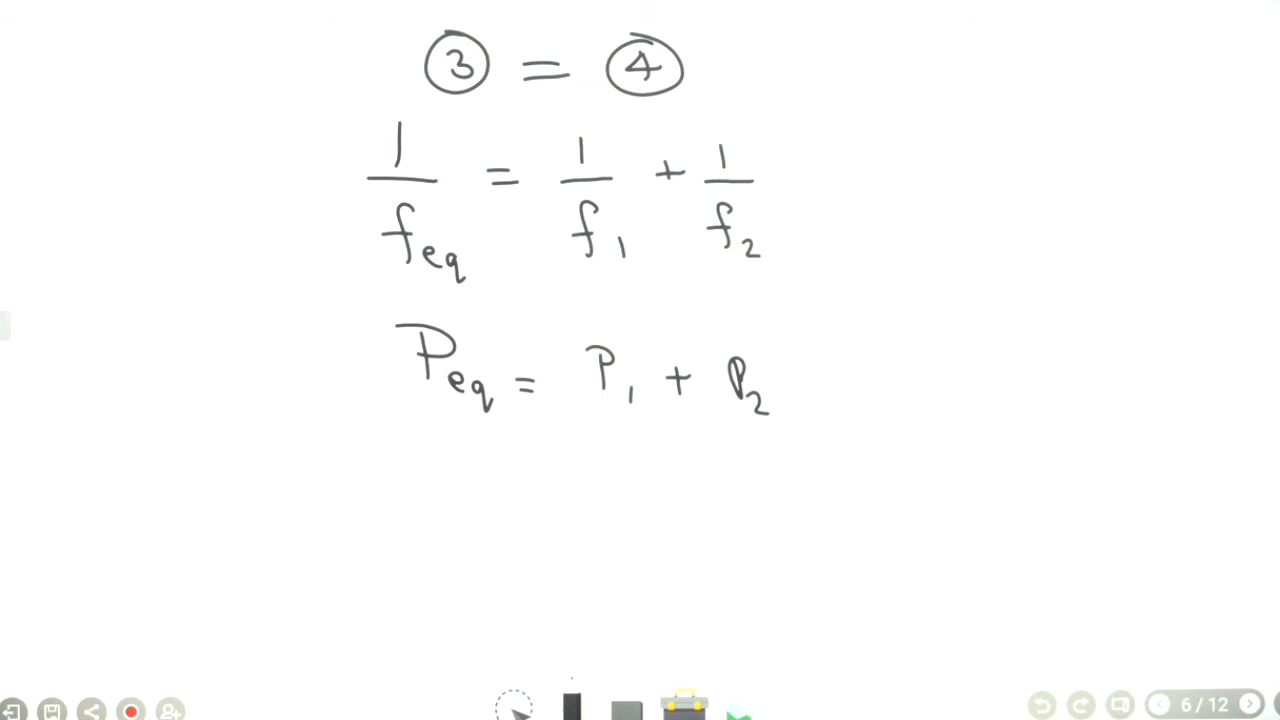 ③ = ④
1/f_eq = 1/f_1 + 1/f_2
P_eq = P_1 + P_2
6/12